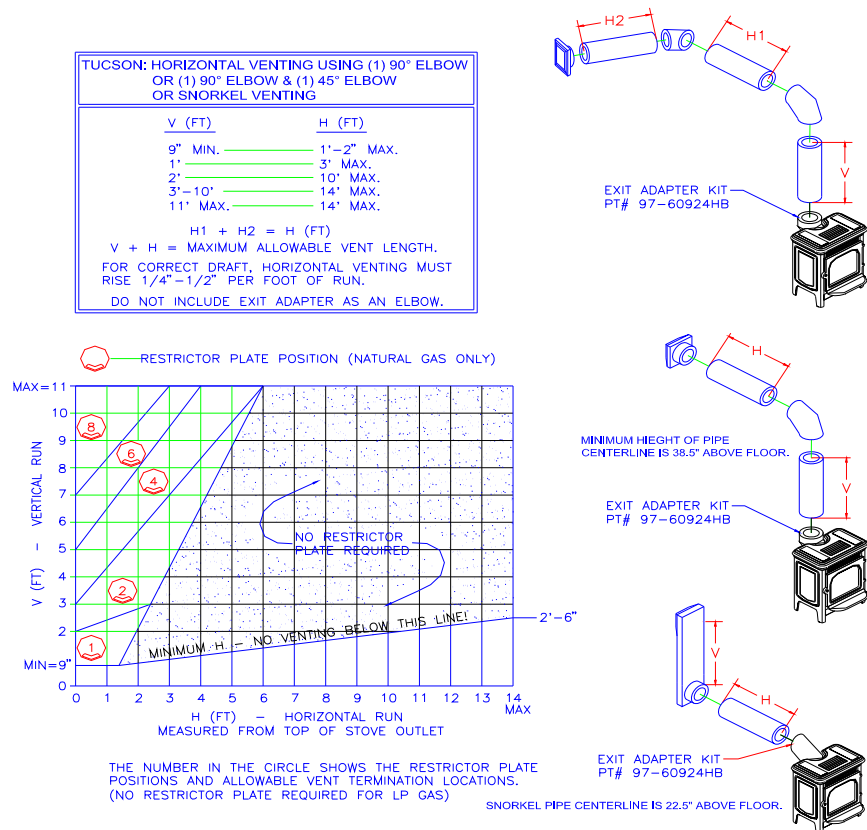 TUCSON: HORIZONTAL VENTING USING (1) 90° ELBOW
OR (1) 90° ELBOW & (1) 45° ELBOW
OR SNORKEL VENTING
V (FT) H (FT)
9" MIN. 1'-2" MAX.
1' 3' MAX.
2' 10' MAX.
3'-10' 14' MAX.
11' MAX. 14' MAX.
H1 + H2 = H (FT)
V + H = MAXIMUM ALLOWABLE VENT LENGTH.
FOR CORRECT DRAFT, HORIZONTAL VENTING MUST
RISE 1/4"-1/2" PER FOOT OF RUN.
DO NOT INCLUDE EXIT ADAPTER AS AN ELBOW.
H2
H1
V
EXIT ADAPTER KIT
PT# 97-60924HB
RESTRICTOR PLATE POSITION (NATURAL GAS ONLY)
MAX=11
10
9
8
7
6
5
4
3
2
MIN=9"
0
V (FT) - VERTICAL RUN
8
6
4
2
1
NO RESTRICTOR
PLATE REQUIRED
MINIMUM H - NO VENTING BELOW THIS LINE!
2'-6"
0 1 2 3 4 5 6 7 8 9 10 11 12 13 14
MAX
H (FT) - HORIZONTAL RUN
MEASURED FROM TOP OF STOVE OUTLET
THE NUMBER IN THE CIRCLE SHOWS THE RESTRICTOR PLATE
POSITIONS AND ALLOWABLE VENT TERMINATION LOCATIONS.
(NO RESTRICTOR PLATE REQUIRED FOR LP GAS)
H
MINIMUM HIEGHT OF PIPE
CENTERLINE IS 38.5" ABOVE FLOOR.
V
EXIT ADAPTER KIT
PT# 97-60924HB
V
H
EXIT ADAPTER KIT
PT# 97-60924HB
SNORKEL PIPE CENTERLINE IS 22.5" ABOVE FLOOR.